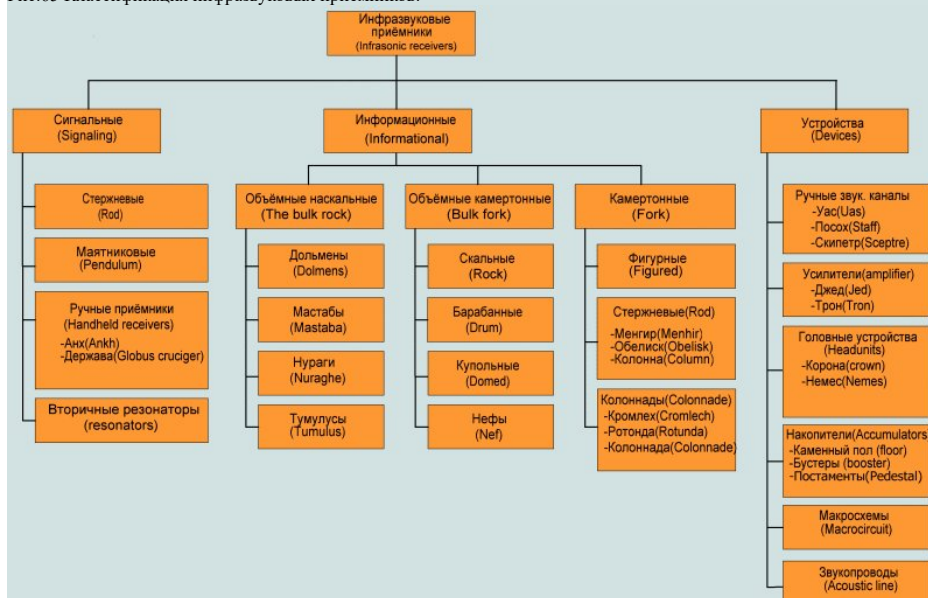 Инфразвуковые
приёмники
(Infrasonic receivers)
Сигнальные
(Signaling)
Стержневые
(Rod)
Маятниковые
(Pendulum)
Ручные приёмники
(Handheld receivers)
-Анх(Ankh)
-Держава(Globus cruciger)
Вторичные резонаторы
(resonators)
Информационные
(Informational)
Объёмные наскальные
(The bulk rock)
Дольмены
(Dolmens)
Мастабы
(Mastaba)
Нураги
(Nuraghe)
Тумулусы
(Tumulus)
Объёмные камертонные
(Bulk fork)
Скальные
(Rock)
Барабанные
(Drum)
Купольные
(Domed)
Нефы
(Nef)
Камертонные
(Fork)
Фигурные
(Figured)
Стержневые(Rod)
-Менгир(Menhir)
-Обелиск(Obelisk)
-Колонна(Column)
Колоннады(Colonnade)
-Кромлех(Cromlech)
-Ротонда(Rotunda)
-Колоннада(Colonnade)
Устройства
(Devices)
Ручные звук. каналы
-Уас(Uas)
-Посох(Staff)
-Скипетр(Sceptre)
Усилители(amplifier)
-Джед(Jed)
-Трон(Tron)
Головные устройства
(Headunits)
-Корона(crown)
-Немес(Nemes)
Накопители(Accumulators
-Каменный пол (floor)
-Бустеры (booster)
-Постаменты(Pedestal)
Макросхемы
(Macrocircuit)
Звукопроводы
(Acoustic line)